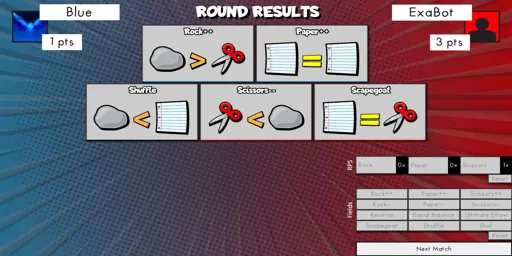 Blue
ROUND RESULTS
ExaBot
1 pts
3 pts
Rock++
Paper++
Shuffle
Scissors--
Scapegoat
RPS
Rock
0x
Paper
0x
Scissors
1x
Reset
Fields
Rock++
Paper++
Scissors++
Rock--
Paper--
Scissors--
Reverse
Equal Balance
Ultimate Draw
Scapegoat
Shuffle
Dud
Reset
Next Match